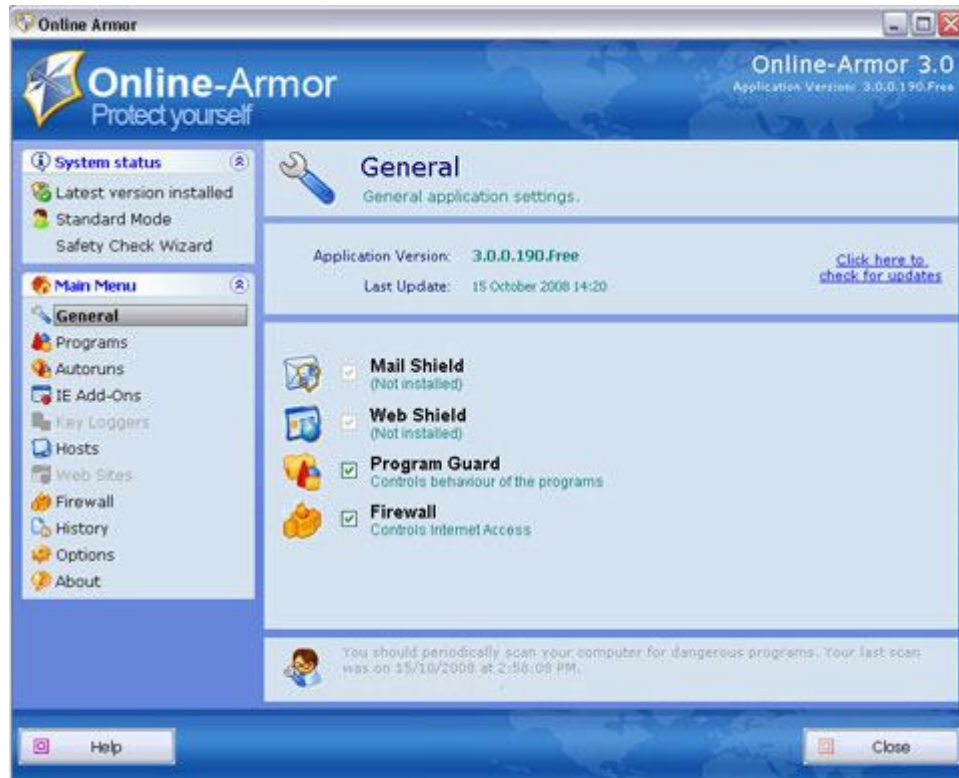 Online Armor
Online-Armor
Protect yourself
Online-Armor 3.0
Application Version: 3.0.0.190.Free
System status
Latest version installed
Standard Mode
Safety Check Wizard
Main Menu
General
Programs
Autoruns
IE Add-Ons
Key Loggers
Hosts
Web Sites
Firewall
History
Options
About
General
General application settings.
Application Version: 3.0.0.190.Free
Last Update: 15 October 2008 14:20
Click here to
check for updates
Mail Shield
(Not installed)
Web Shield
(Not installed)
Program Guard
Controls behaviour of the programs
Firewall
Controls Internet Access
You should periodically scan your computer for dangerous programs. Your last scan
was on 15/10/2008 at 2:58:08 PM.
Help
Close